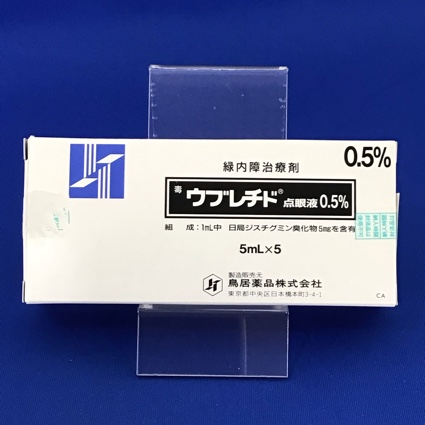 緑内障治療剤
0.5%
毒 ウブレチド® 点眼液 0.5%
組 成:1mL中 日局ジスチグミン臭化物5mgを含有
5mL×5
製造販売元
鳥居薬品株式会社
東京都中央区日本橋本町3-4-1
CA